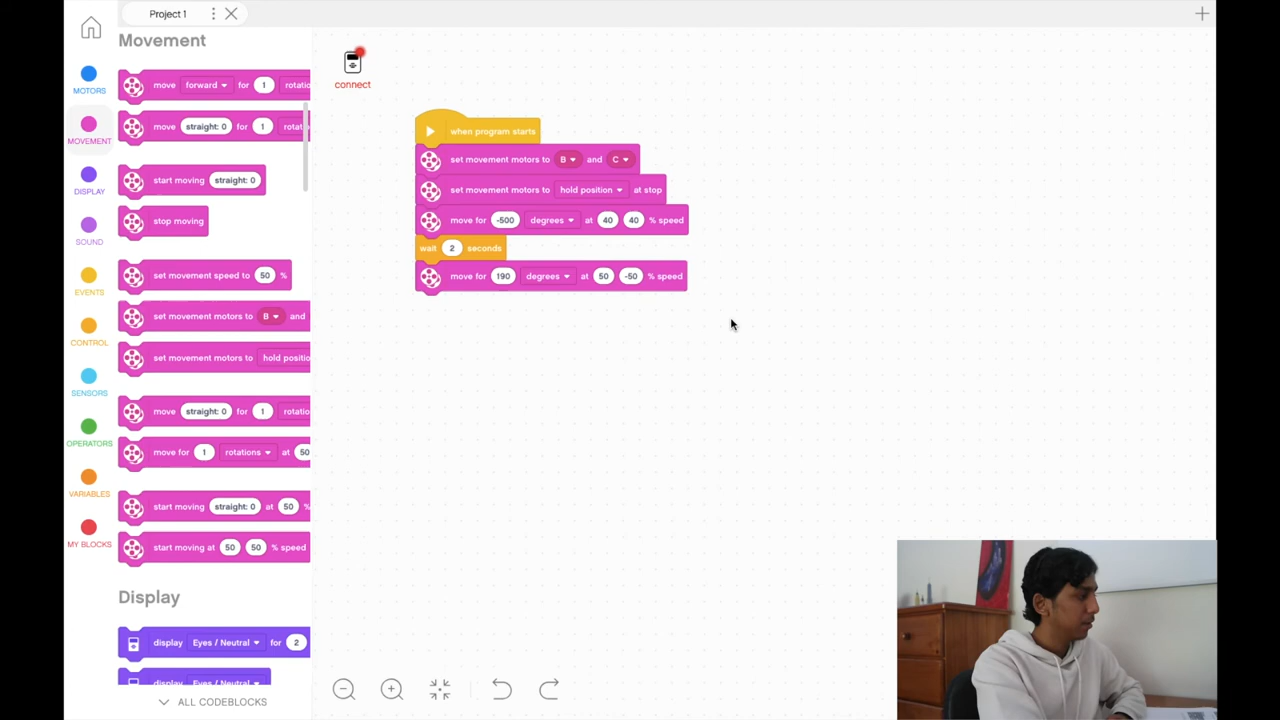 Project 1
MOTORS
MOVEMENT
DISPLAY
SOUND
EVENTS
CONTROL
SENSORS
OPERATORS
VARIABLES
MY BLOCKS
Movement
move forward for 1
move straight: 0 for 1
start moving straight: 0
stop moving
set movement speed to 50 %
set movement motors to B and
set movement motors to
move straight: 0 for 1
move for 1 rotations at 50
start moving straight: 0 at 50
start moving at 50 50 % speed
Display
display Eyes / Neutral for 2
display Eyes / Neutral
ALL CODEBLOCKS
connect
when program starts
set movement motors to B and C
set movement motors to hold position at stop
move for -500 degrees at 40 40 % speed
wait 2 seconds
move for 190 degrees at 50 -50 % speed